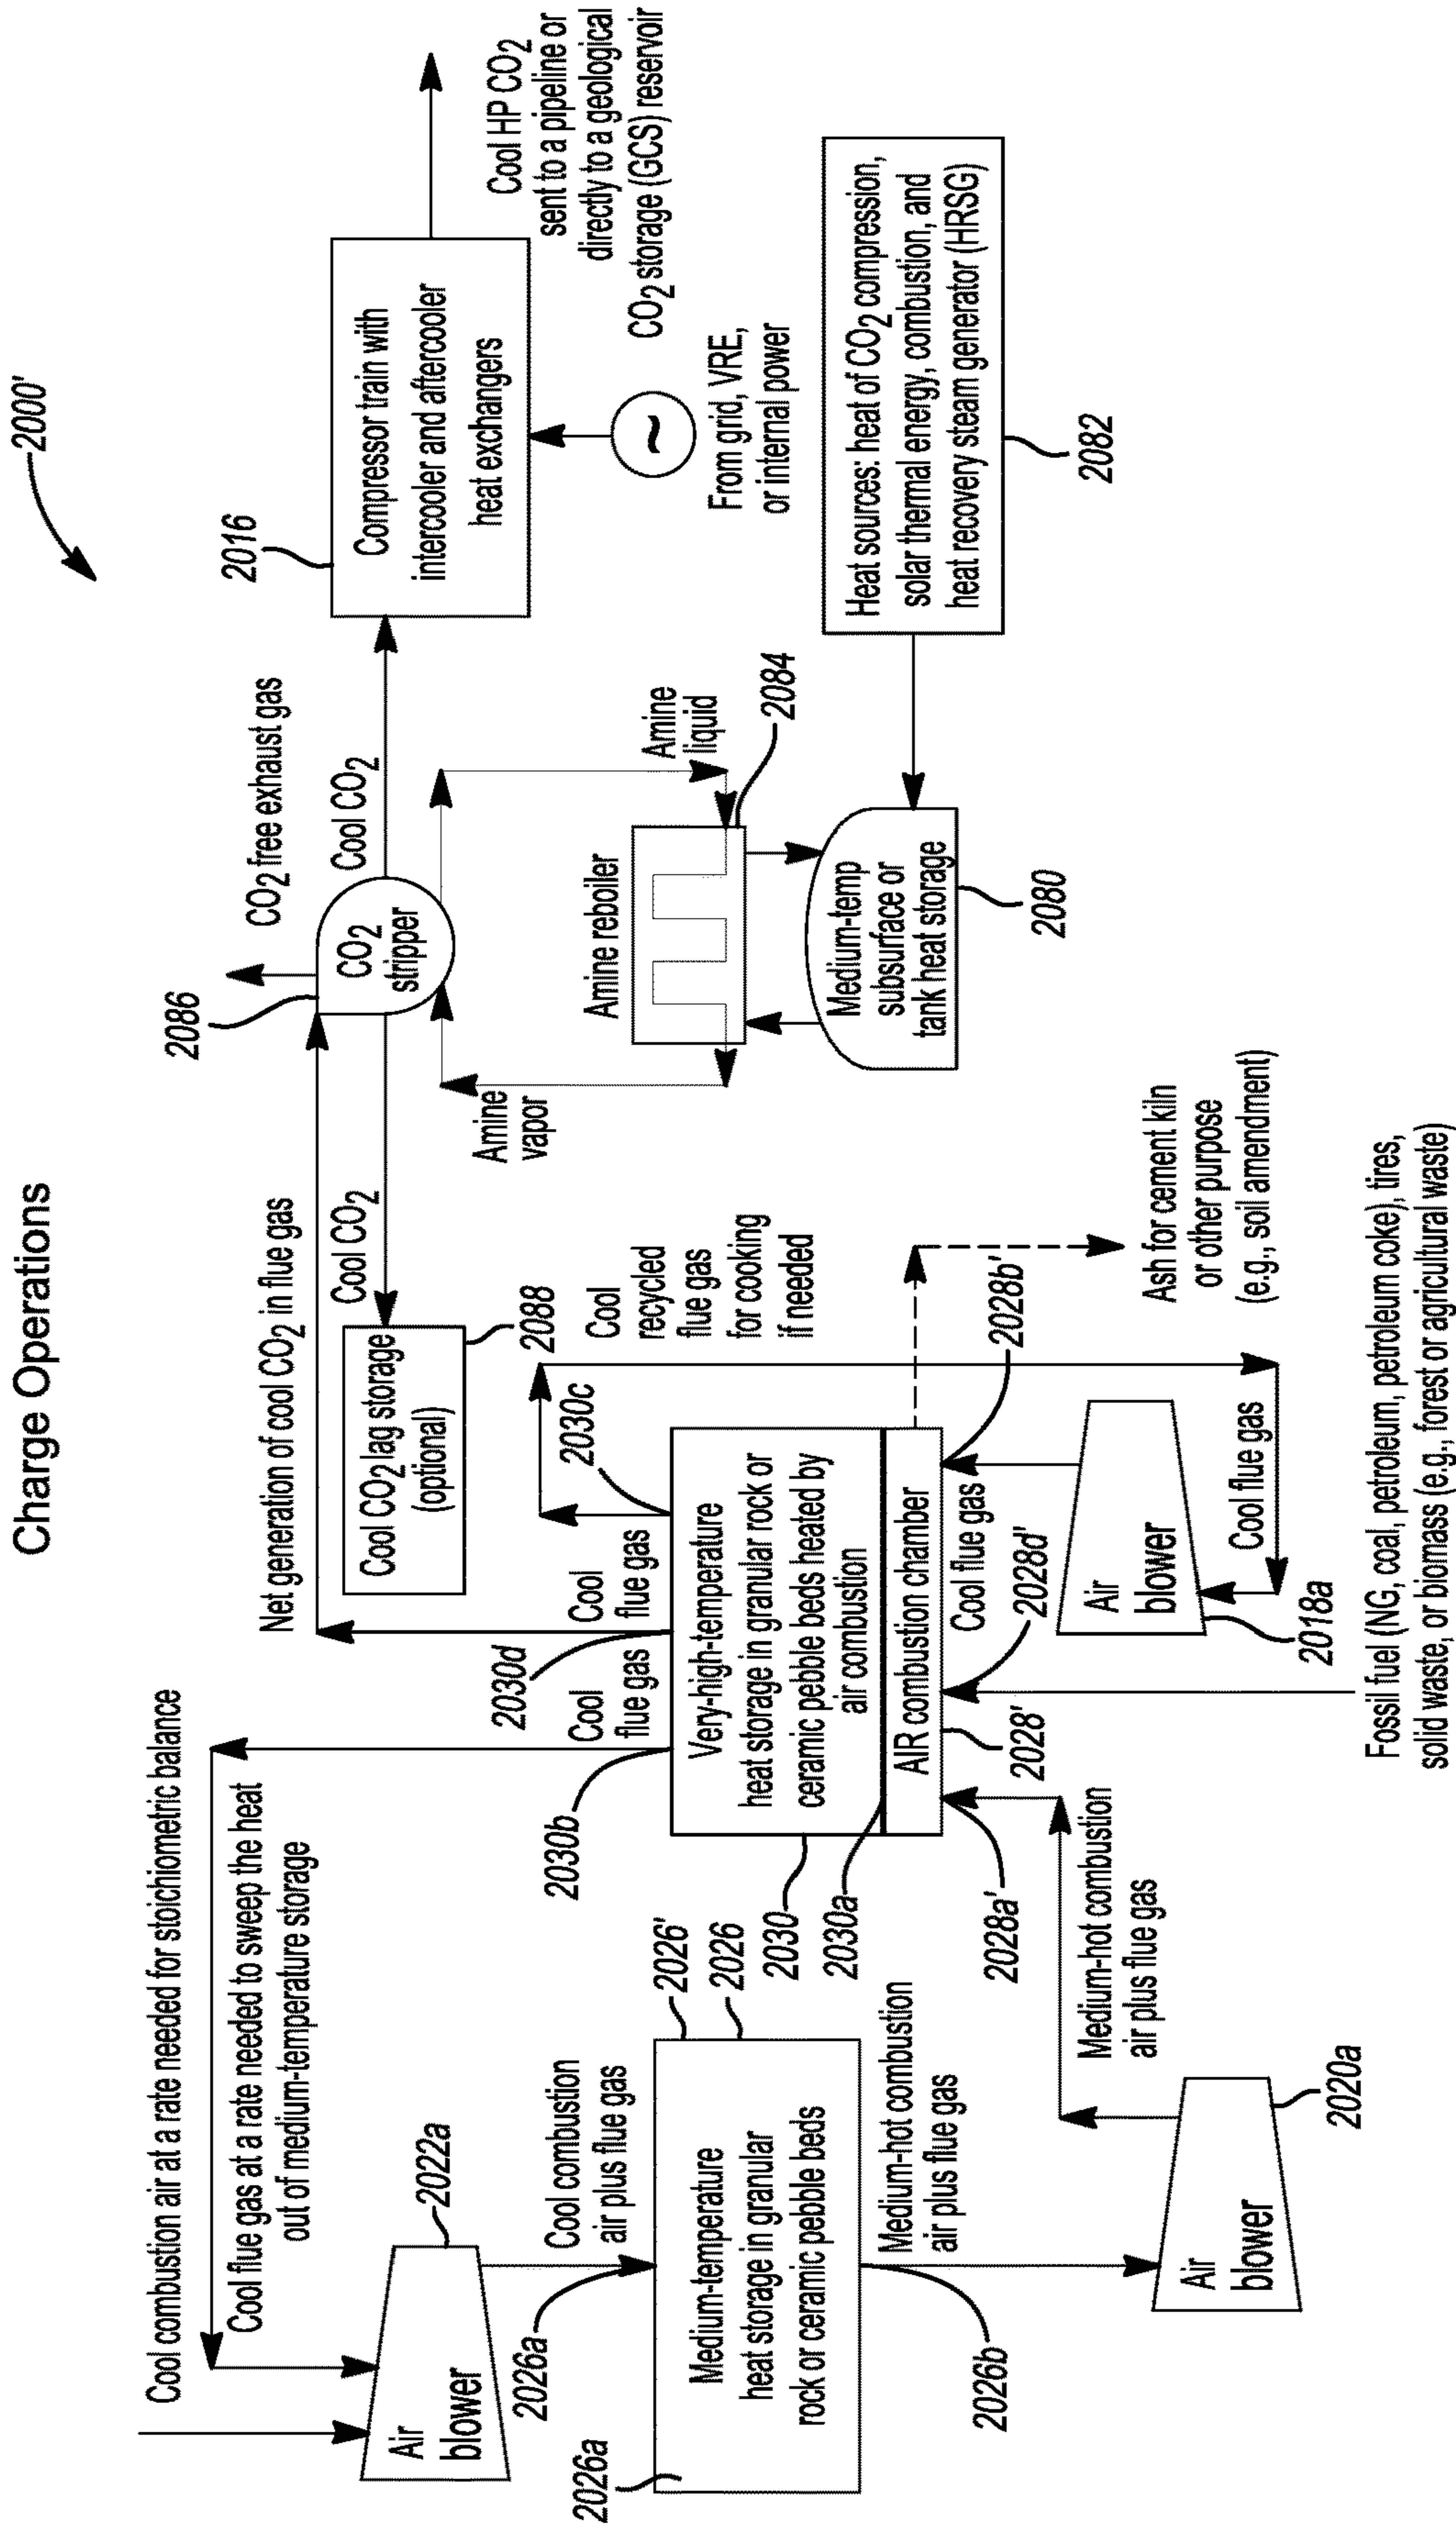 Charge Operations
2000'
Cool combustion air at a rate needed for stoichiometric balance
Cool flue gas at a rate needed to sweep the heat
out of medium-temperature storage
Air
blower
2022a
Cool combustion
air plus flue gas
2026a
2026a
Medium-temperature
heat storage in granular
rock or ceramic pebble beds
2026'
2026
2026b
Medium-hot combustion
air plus flue gas
Air
blower
2020a
Medium-hot combustion
air plus flue gas
Net generation of cool CO2 in flue gas
2030b
Cool
flue gas
2030d
Cool
flue gas
2030c
Very-high-temperature
heat storage in granular rock or
ceramic pebble beds heated by
air combustion
AIR combustion chamber
2030
2030a
2028a'
2028'
2028d'
Cool flue gas
2028b'
Air
blower
2018a
Cool flue gas
Cool
recycled
flue gas
for cooking
if needed
Fossil fuel (NG, coal, petroleum, petroleum coke), tires,
solid waste, or biomass (e.g., forest or agricultural waste)
Ash for cement kiln
or other purpose
(e.g., soil amendment)
Cool CO2 lag storage
(optional)
2088
Cool CO2
2086
CO2
stripper
CO2 free exhaust gas
Cool CO2
Amine
vapor
Amine
liquid
Amine reboiler
2084
Medium-temp
subsurface or
tank heat storage
2080
2016
Compressor train with
intercooler and aftercooler
heat exchangers
Cool HP CO2
sent to a pipeline or
directly to a geological
CO2 storage (GCS) reservoir
~
From grid, VRE,
or internal power
Heat sources: heat of CO2 compression,
solar thermal energy, combustion, and
heat recovery steam generator (HRSG)
2082